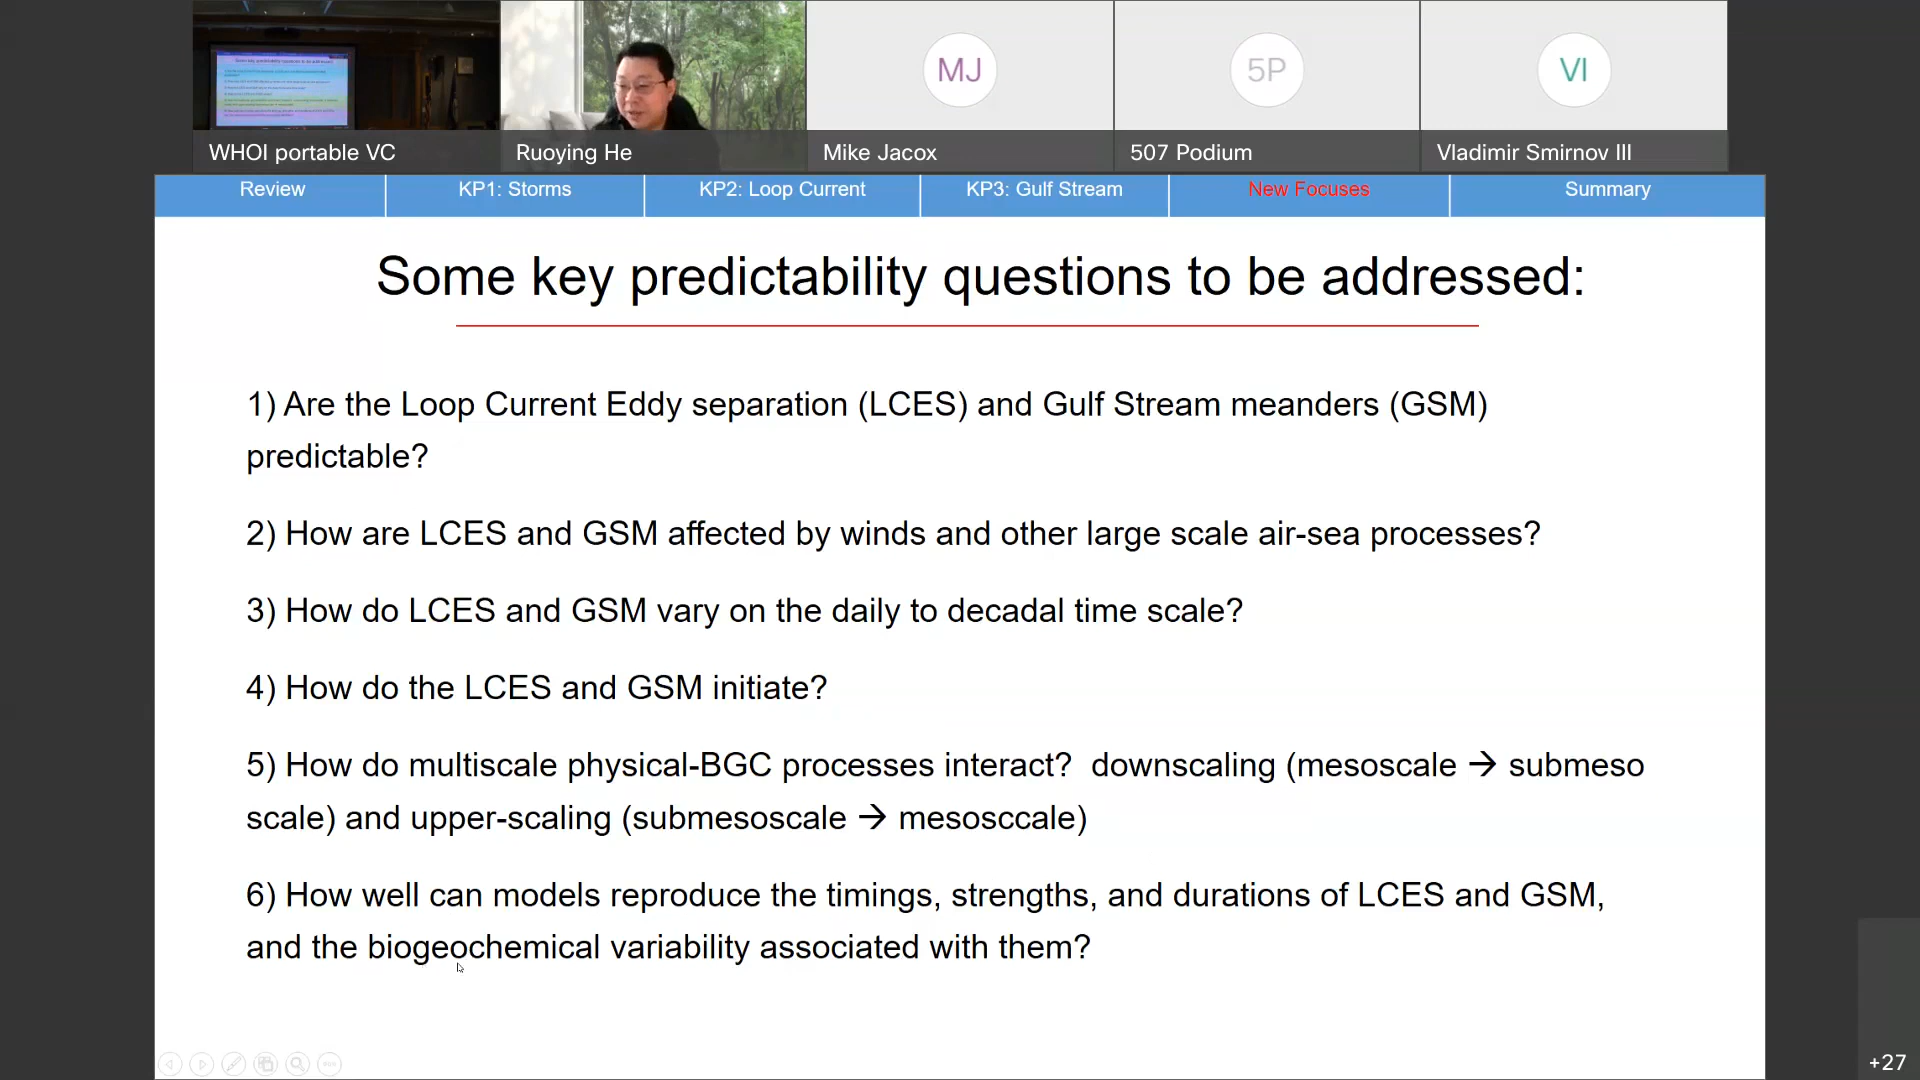 MJ
5P
VI
WHOI portable VC
Ruoying He
Mike Jacox
507 Podium
Vladimir Smirnov III
Review
KP1: Storms
KP2: Loop Current
KP3: Gulf Stream
New Focuses
Summary
Some key predictability questions to be addressed:
1) Are the Loop Current Eddy separation (LCES) and Gulf Stream meanders (GSM)
predictable?
2) How are LCES and GSM affected by winds and other large scale air-sea processes?
3) How do LCES and GSM vary on the daily to decadal time scale?
4) How do the LCES and GSM initiate?
5) How do multiscale physical-BGC processes interact?  downscaling (mesoscale → submeso
scale) and upper-scaling (submesoscale → mesosccale)
6) How well can models reproduce the timings, strengths, and durations of LCES and GSM,
and the biogeochemical variability associated with them?
+27